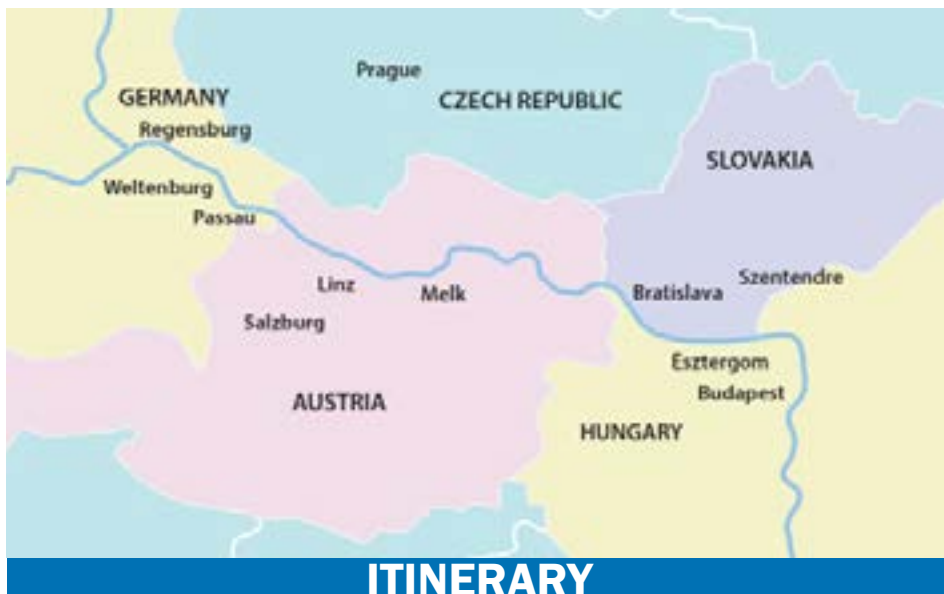 Prague
GERMANY
CZECH REPUBLIC
Regensburg
SLOVAKIA
Weltenburg
Passau
Szentendre
Linz
Melk
Bratislava
Salzburg
Esztergom
Budapest
AUSTRIA
HUNGARY
ITINERARY